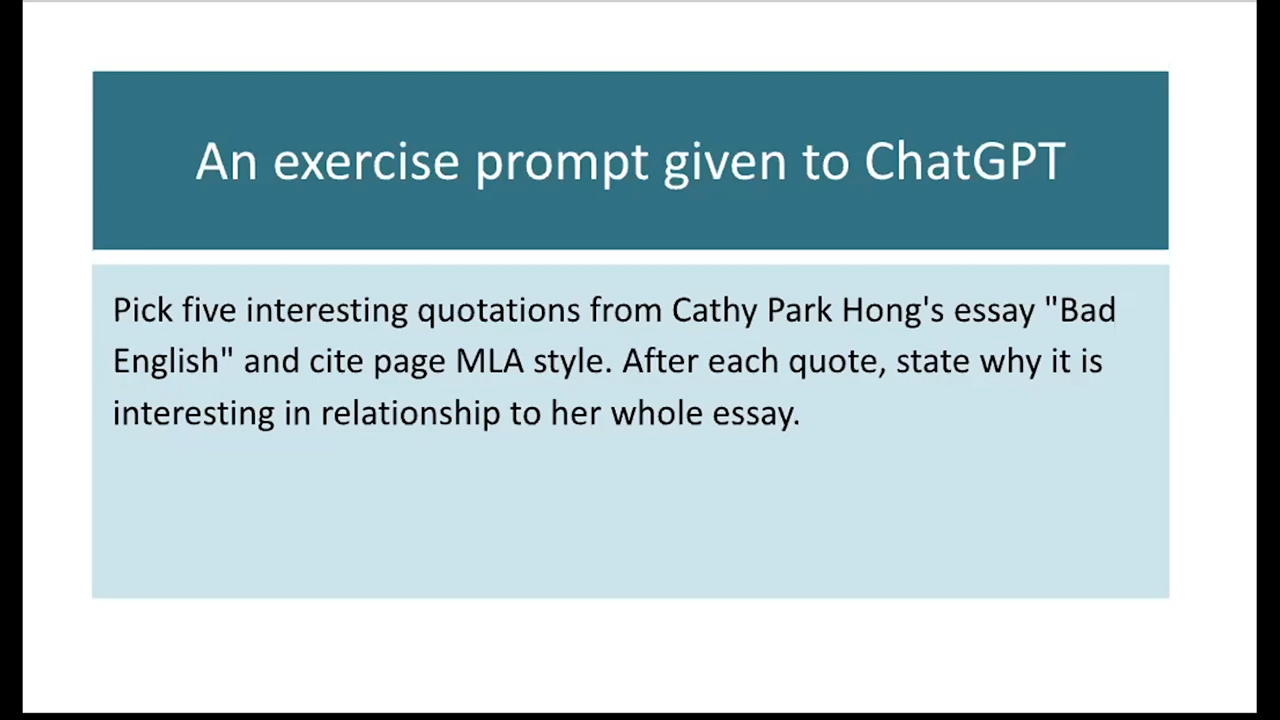 An exercise prompt given to ChatGPT
Pick five interesting quotations from Cathy Park Hong's essay "Bad
English" and cite page MLA style. After each quote, state why it is
interesting in relationship to her whole essay.